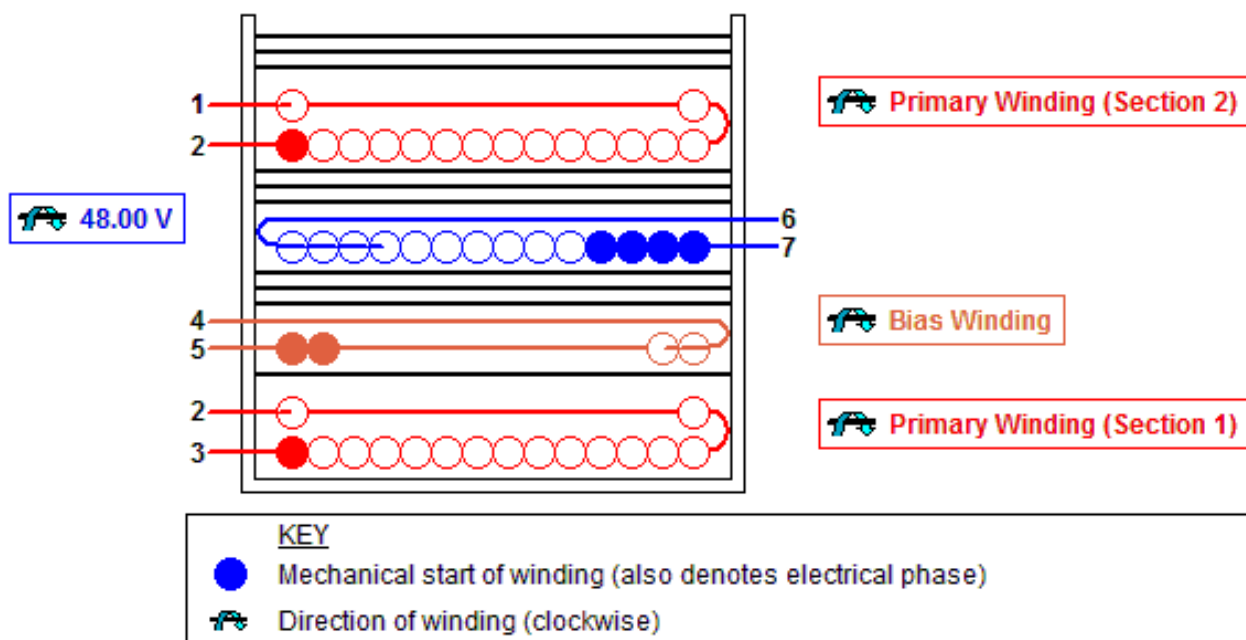 1
Primary Winding (Section 2)
2
48.00 V
6
7
4
Bias Winding
5
2
Primary Winding (Section 1)
3
KEY
Mechanical start of winding (also denotes electrical phase)
Direction of winding (clockwise)